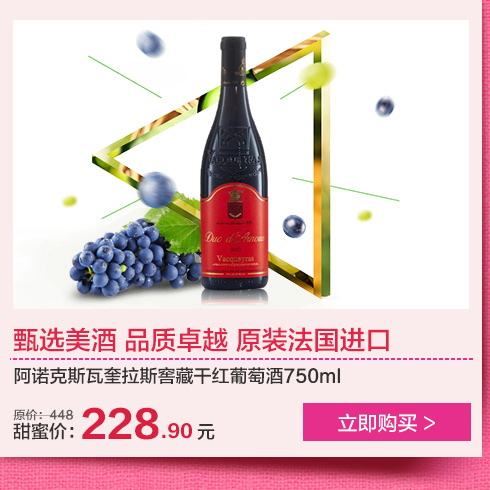 Duc d'Arnoux
Vacqueyras
甄选美酒 品质卓越 原装法国进口
阿诺克斯瓦奎拉斯窖藏干红葡萄酒750ml
原价：448
甜蜜价：228.90 元
立即购买 >